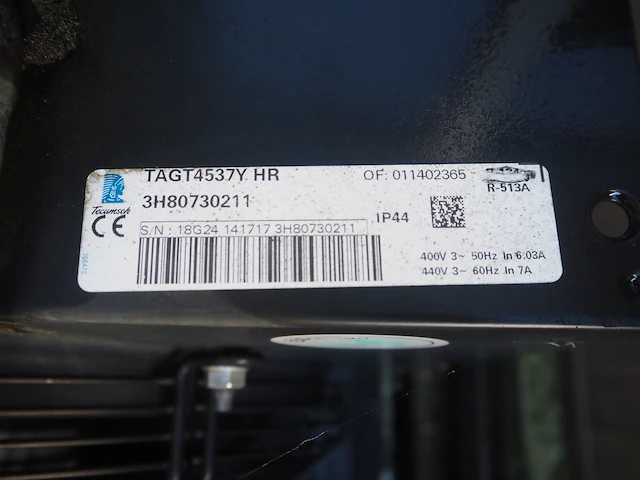 TAGT4537Y HR
OF: 011402365
R-513A
3H80730211
Tecumseh
CE
IP44
S/N : 18G24 141717 3H80730211
400V 3~ 50Hz In 6.03A
440V 3~ 60Hz In 7A